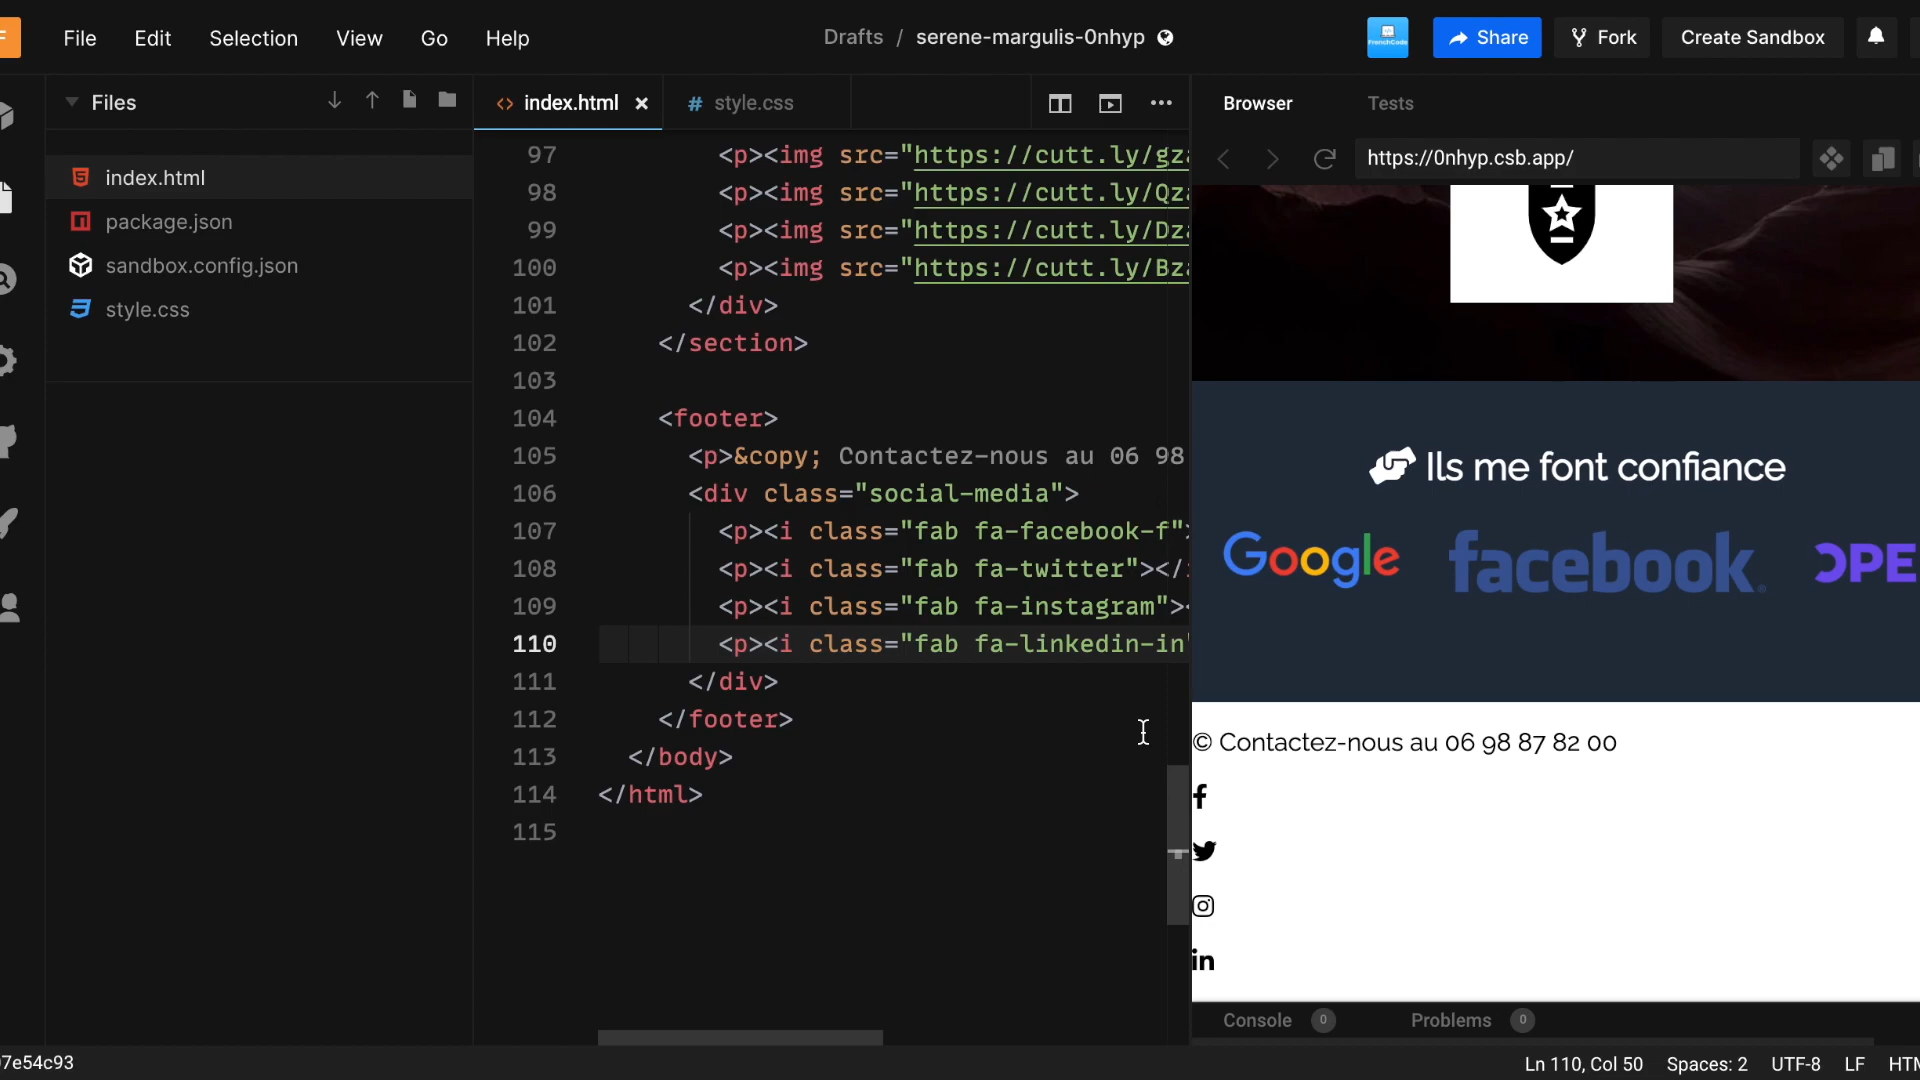 File Edit Selection View Go Help
Drafts / serene-margulis-0nhyp
FrenchCode
Share
Fork
Create Sandbox
Files
index.html
package.json
sandbox.config.json
style.css
index.html
# style.css
97 <p><img src="https://cutt.ly/gz
98 <p><img src="https://cutt.ly/Qz
99 <p><img src="https://cutt.ly/Dz
100 <p><img src="https://cutt.ly/Bz
101 </div>
102 </section>
103
104 <footer>
105 <p>&copy; Contactez-nous au 06 98
106 <div class="social-media">
107 <p><i class="fab fa-facebook-f"
108 <p><i class="fab fa-twitter"></
109 <p><i class="fab fa-instagram"><
110 <p><i class="fab fa-linkedin-in
111 </div>
112 </footer>
113 </body>
114 </html>
115
Browser Tests
https://0nhyp.csb.app/
Ils me font confiance
Google
facebook
OPE
© Contactez-nous au 06 98 87 82 00
f
in
Console 0 Problems 0
7e54c93
Ln 110, Col 50 Spaces: 2 UTF-8 LF HTM